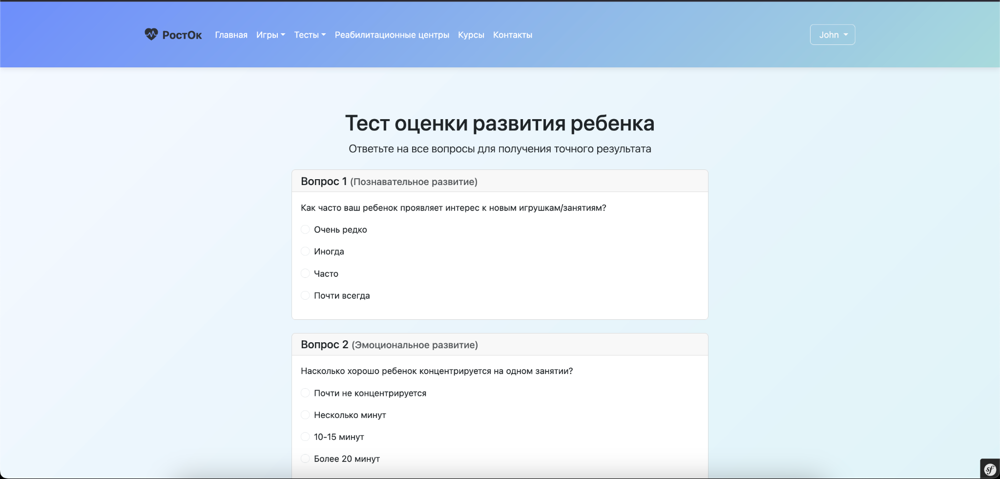 РостОк Главная Игры Тесты Реабилитационные центры Курсы Контакты John
Тест оценки развития ребенка
Ответьте на все вопросы для получения точного результата
Вопрос 1 (Познавательное развитие)
Как часто ваш ребенок проявляет интерес к новым игрушкам/занятиям?
Очень редко
Иногда
Часто
Почти всегда
Вопрос 2 (Эмоциональное развитие)
Насколько хорошо ребенок концентрируется на одном занятии?
Почти не концентрируется
Несколько минут
10-15 минут
Более 20 минут
sf